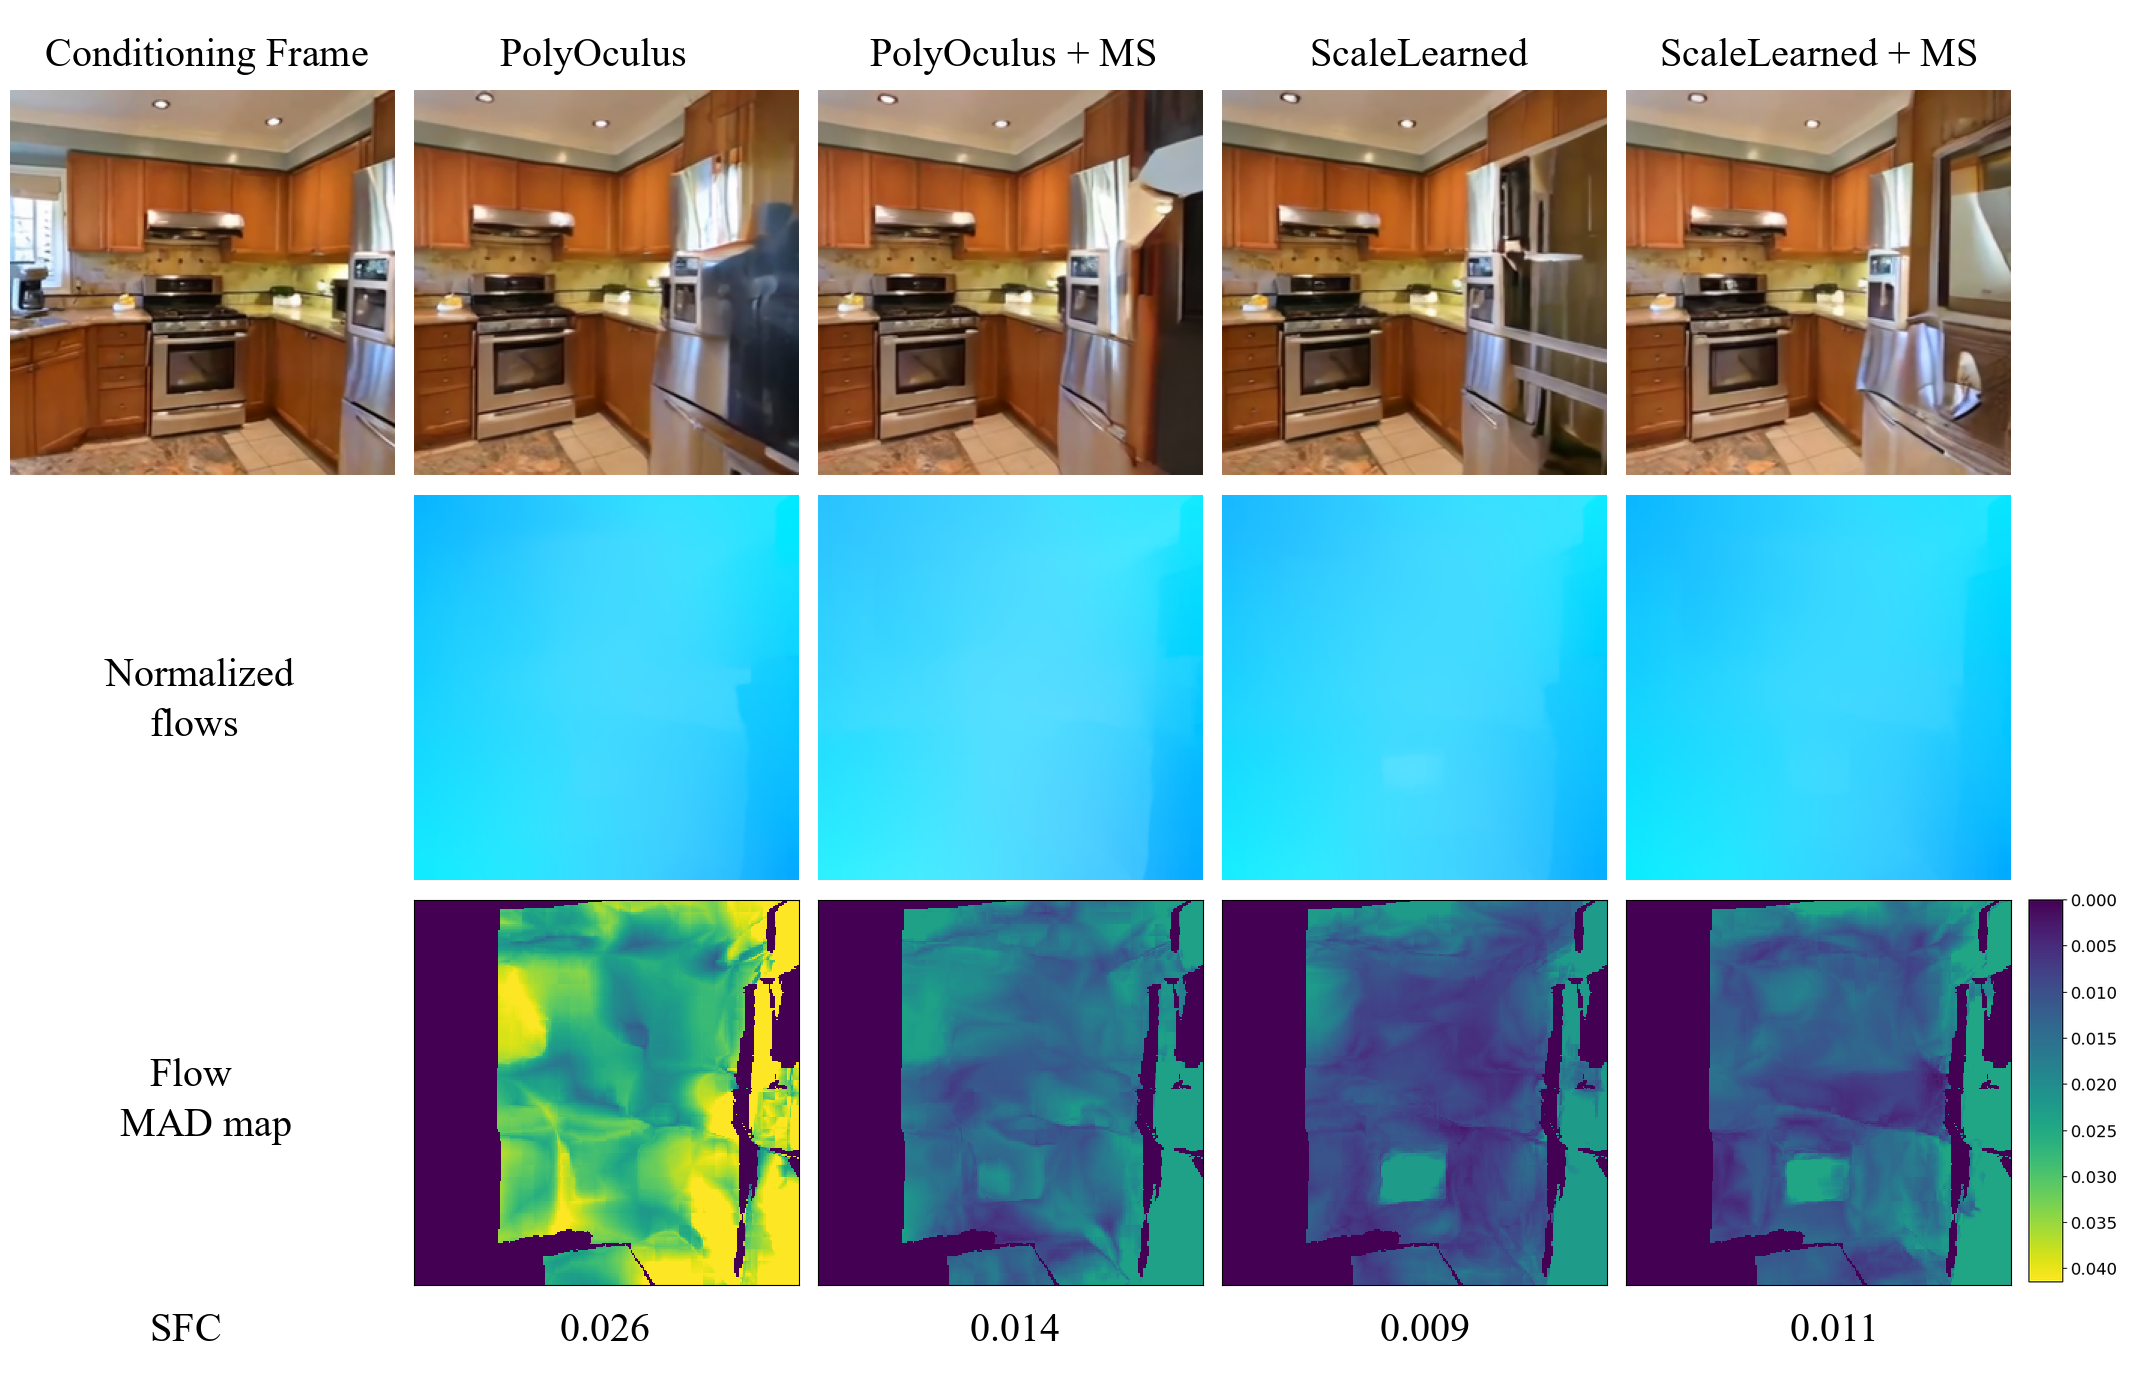 Conditioning Frame
PolyOculus
PolyOculus + MS
ScaleLearned
ScaleLearned + MS
Normalized
flows
Flow
MAD map
0.000
0.005
0.010
0.015
0.020
0.025
0.030
0.035
0.040
SFC
0.026
0.014
0.009
0.011